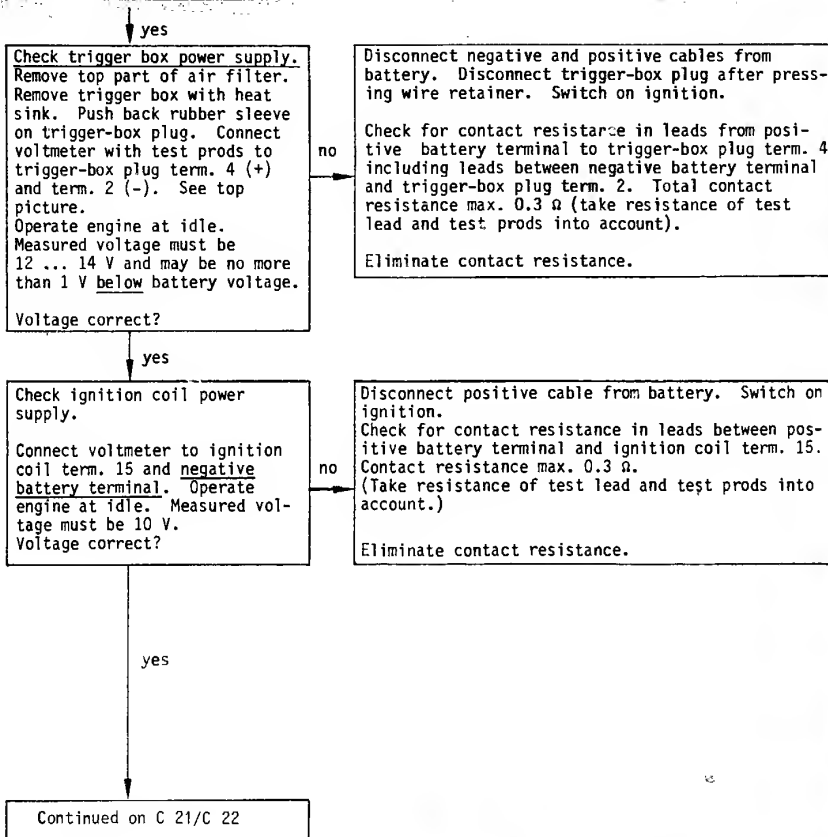 yes
Check trigger box power supply.
Remove top part of air filter.
Remove trigger box with heat
sink. Push back rubber sleeve
on trigger-box plug. Connect
voltmeter with test prods to
trigger-box plug term. 4 (+)
and term. 2 (-). See top
picture.
Operate engine at idle.
Measured voltage must be
12 ... 14 V and may be no more
than 1 V below battery voltage.
Voltage correct?
no
Disconnect negative and positive cables from
battery. Disconnect trigger-box plug after press-
ing wire retainer. Switch on ignition.
Check for contact resistance in leads from posi-
tive battery terminal to trigger-box plug term. 4
including leads between negative battery terminal
and trigger-box plug term. 2. Total contact
resistance max. 0.3 Ω (take resistance of test
lead and test prods into account).
Eliminate contact resistance.
yes
Check ignition coil power
supply.
Connect voltmeter to ignition
coil term. 15 and negative
battery terminal. Operate
engine at idle. Measured vol-
tage must be 10 V.
Voltage correct?
no
Disconnect positive cable from battery. Switch on
ignition.
Check for contact resistance in leads between pos-
itive battery terminal and ignition coil term. 15.
Contact resistance max. 0.3 Ω.
(Take resistance of test lead and test prods into
account.)
Eliminate contact resistance.
yes
Continued on C 21/C 22